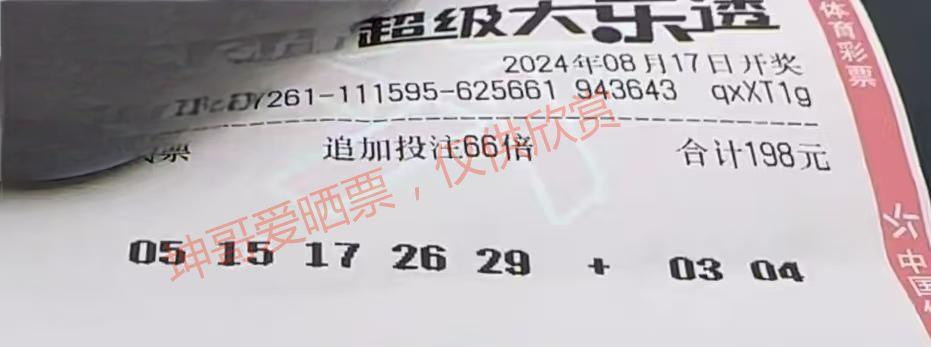 超级大乐透
2024年08月17日开奖
261-111595-625661 943643 qxXT1g
票 追加投注66倍 合计198元
05 15 17 26 29 + 03 04
坤哥爱晒票，仅供欣赏
体育彩票
中国